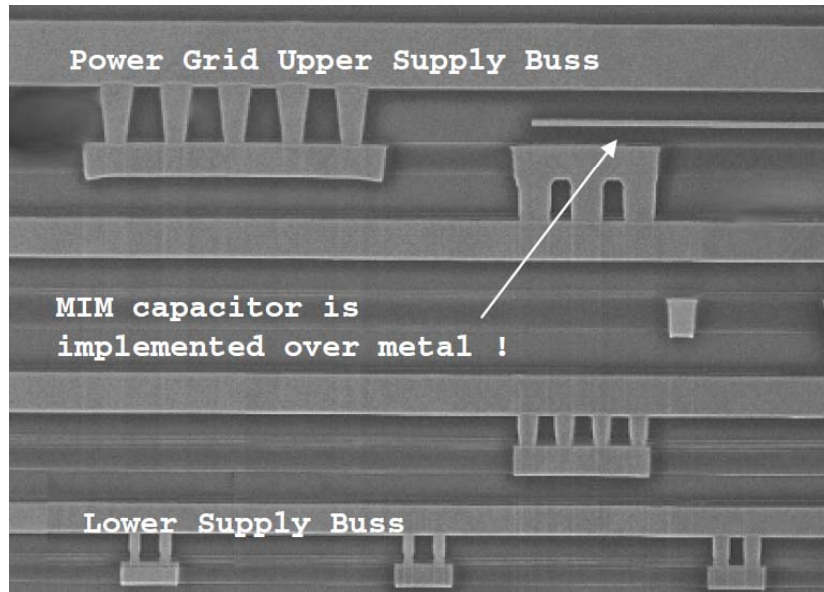 Power Grid Upper Supply Buss
MIM capacitor is
implemented over metal !
Lower Supply Buss